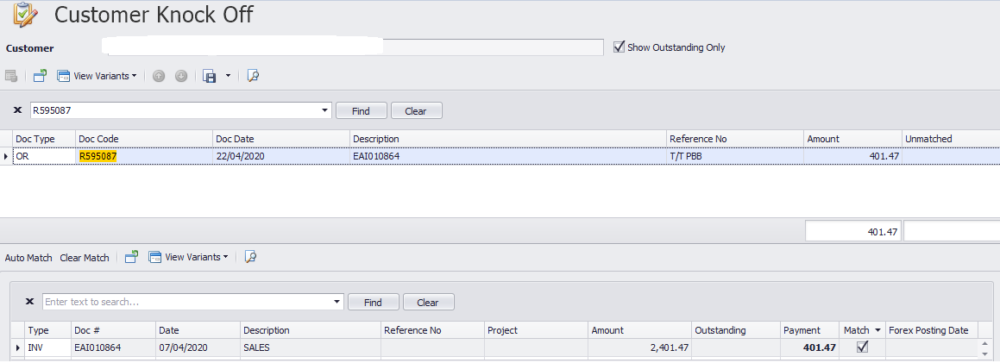 Customer Knock Off
Customer Show Outstanding Only
View Variants
R595087 Find Clear
Doc Type Doc Code Doc Date Description Reference No Amount Unmatched
OR R595087 22/04/2020 EAI010864 T/T PBB 401.47
401.47
Auto Match Clear Match View Variants
Enter text to search... Find Clear
Type Doc # Date Description Reference No Project Amount Outstanding Payment Match Forex Posting Date
INV EAI010864 07/04/2020 SALES 2,401.47 401.47